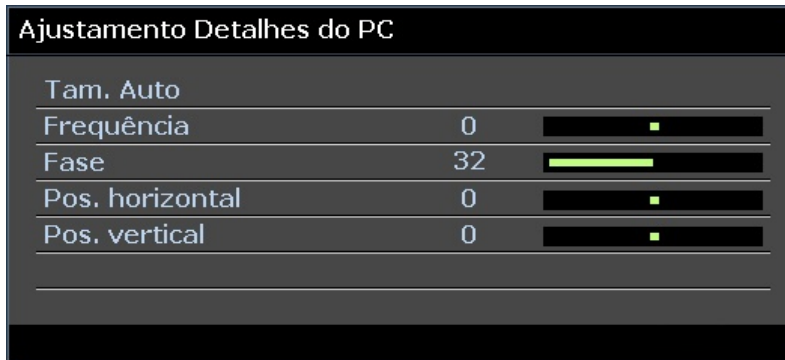 Ajustamento Detalhes do PC
Tam. Auto
Frequência 0
Fase 32
Pos. horizontal 0
Pos. vertical 0